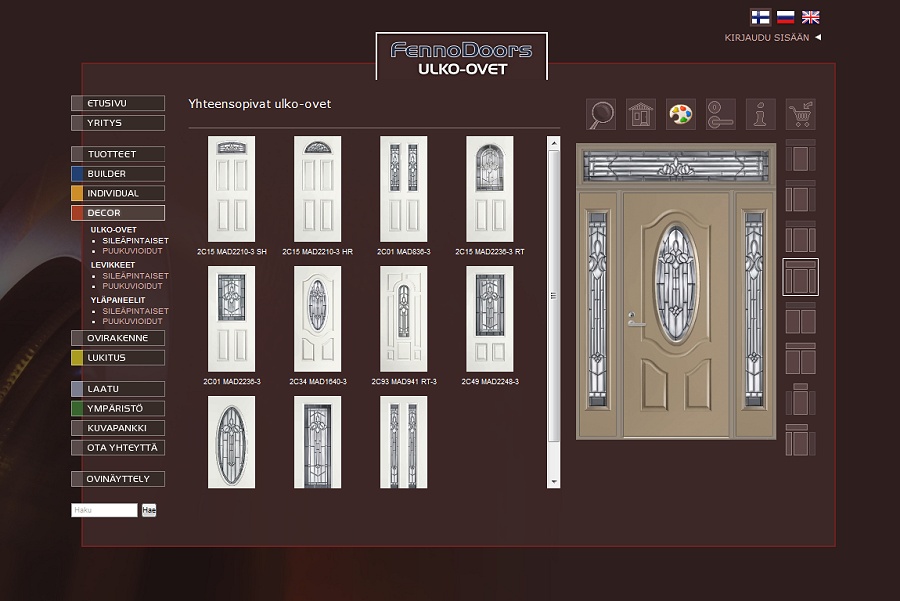 KIRJAUDU SISÄÄN
FennoDoors
ULKO-OVET
ETUSIVU
YRITYS
TUOTTEET
BUILDER
INDIVIDUAL
DECOR
ULKO-OVET
SILEÄPINTAISET
PUUKUVIOIDUT
LEVIKKEET
SILEÄPINTAISET
PUUKUVIOIDUT
YLÄPANEELIT
SILEÄPINTAISET
PUUKUVIOIDUT
OVIRAKENNE
LUKITUS
LAATU
YMPÄRISTÖ
KUVAPANKKI
OTA YHTEYTTÄ
OVINÄYTTELY
Haku
Hae
Yhteensopivat ulko-ovet
2C15 MAD2210-3 SH
2C15 MAD2210-3 HR
2C01 MAD836-3
2C15 MAD2236-3 RT
2C01 MAD2236-3
2C34 MAD1640-3
2C93 MAD941 RT-3
2C49 MAD2248-3